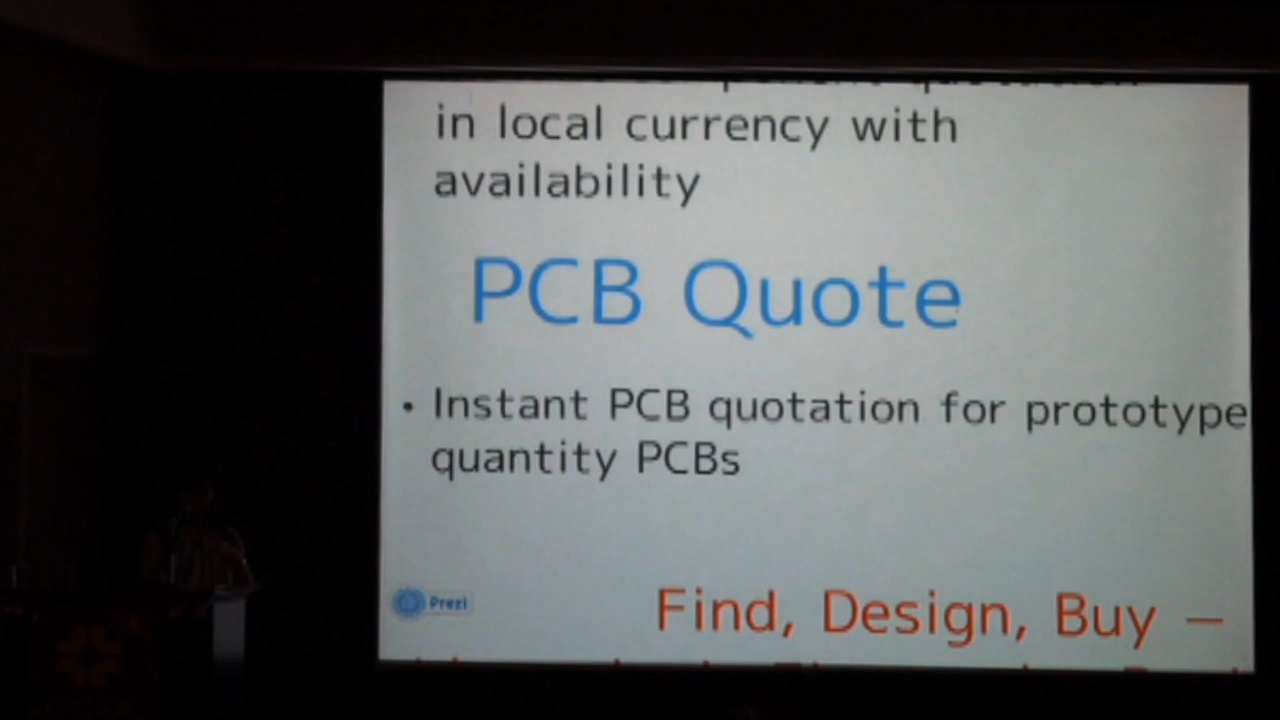 in local currency with
availability
PCB Quote
• Instant PCB quotation for prototype
quantity PCBs
Prezi
Find, Design, Buy –